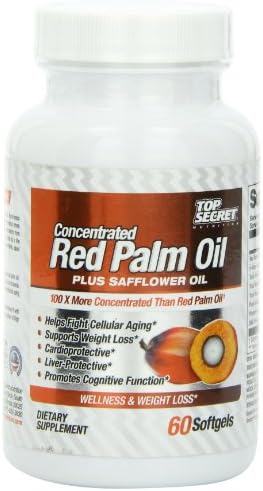 TOP
SECRET
NUTRITION
Concentrated
Red Palm Oil
PLUS SAFFLOWER OIL
100 X More Concentrated Than Red Palm Oil†
• Helps Fight Cellular Aging*
• Supports Weight Loss*
• Cardioprotective*
• Liver-Protective*
• Promotes Cognitive Function*
WELLNESS & WEIGHT LOSS*
DIETARY
SUPPLEMENT
60 Softgels